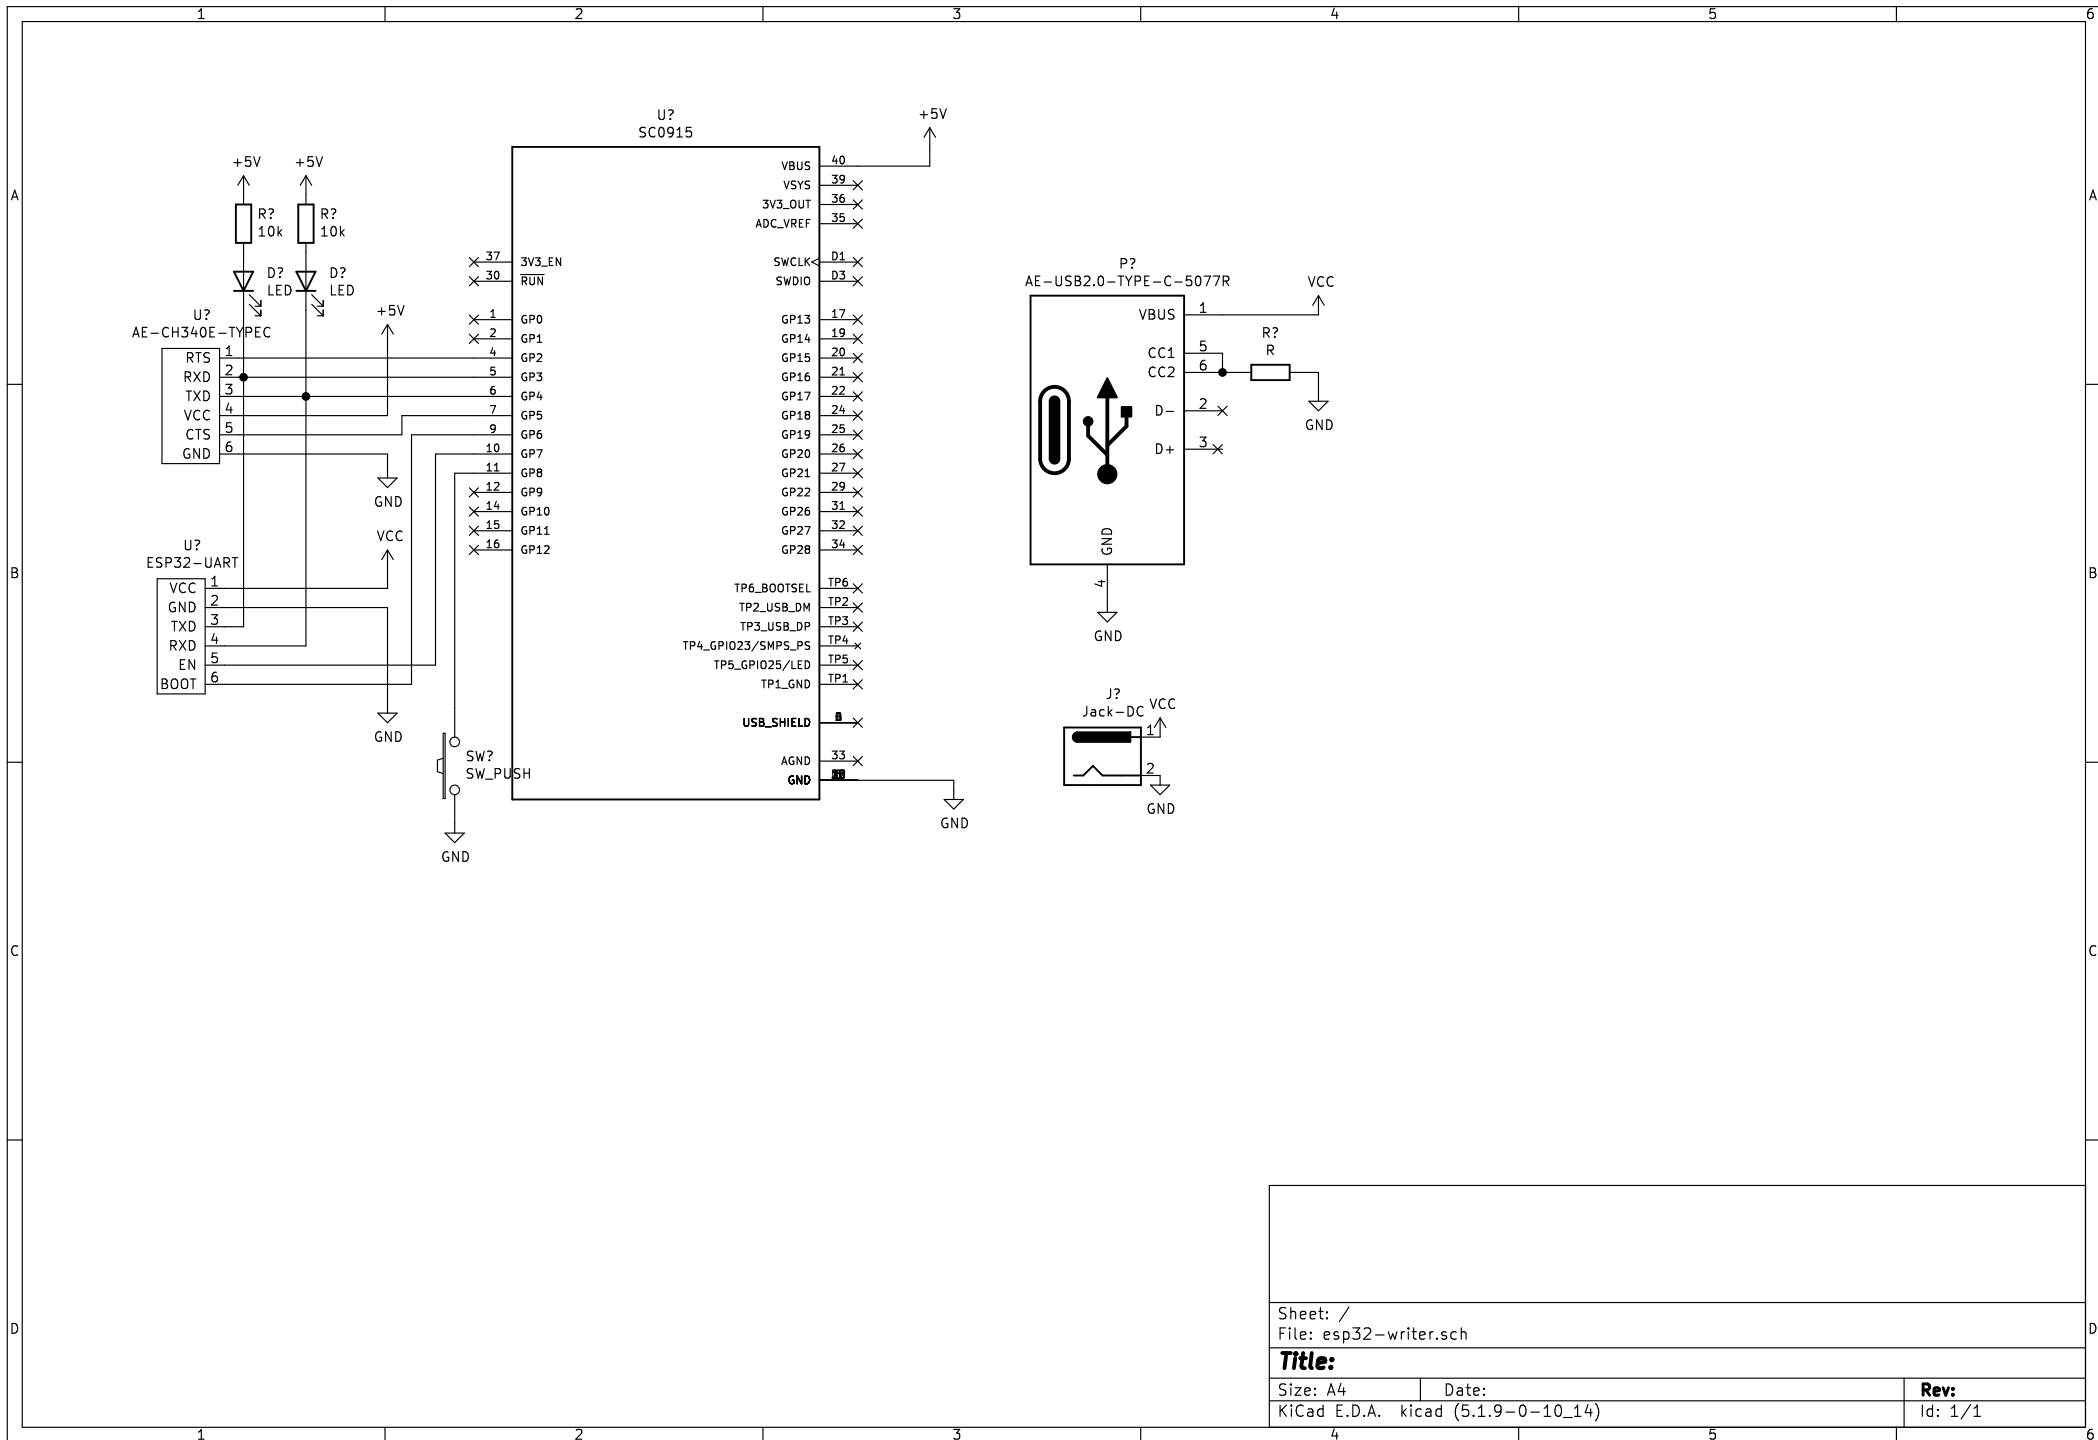 1 2 3 4 5 6
A
B
C
D
A
B
C
D
1 2 3 4 5 6
+5V
+5V
R?
10k
R?
10k
D?
LED
D?
LED
U?
AE-CH340E-TYPEC
RTS 1
RXD 2
TXD 3
VCC 4
CTS 5
GND 6
+5V
GND
VCC
U?
ESP32-UART
VCC 1
GND 2
TXD 3
RXD 4
EN 5
BOOT 6
GND
SW?
SW_PUSH
GND
U?
SC0915
37 3V3_EN
30 RUN
1 GP0
2 GP1
4 GP2
5 GP3
6 GP4
7 GP5
9 GP6
10 GP7
11 GP8
12 GP9
14 GP10
15 GP11
16 GP12
VBUS 40
VSYS 39
3V3_OUT 36
ADC_VREF 35
SWCLK D1
SWDIO D3
GP13 17
GP14 19
GP15 20
GP16 21
GP17 22
GP18 24
GP19 25
GP20 26
GP21 27
GP22 29
GP26 31
GP27 32
GP28 34
TP6_BOOTSEL TP6
TP2_USB_DM TP2
TP3_USB_DP TP3
TP4_GPIO23/SMPS_PS TP4
TP5_GPIO25/LED TP5
TP1_GND TP1
USB_SHIELD
AGND 33
GND
+5V
GND
P?
AE-USB2.0-TYPE-C-5077R
VBUS 1
CC1 5
CC2 6
D- 2
D+ 3
GND
4
GND
VCC
R?
R
GND
J?
Jack-DC
VCC
1
2
GND
Sheet: /
File: esp32-writer.sch
Title:
Size: A4 Date: Rev:
KiCad E.D.A. kicad (5.1.9-0-10_14) Id: 1/1